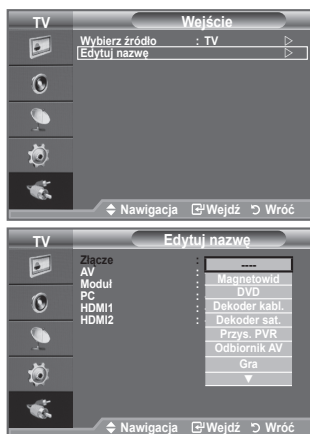 TV Wejście
Wybierz źródło : TV ▷
Edytuj nazwę ▷
Nawigacja Wejdź Wróć
TV Edytuj nazwę
Złącze : ----
AV : Magnetowid
Moduł : DVD
PC : Dekoder kabl.
HDMI1 : Dekoder sat.
HDMI2 : Przys. PVR
Odbiornik AV
Gra
▼
Nawigacja Wejdź Wróć